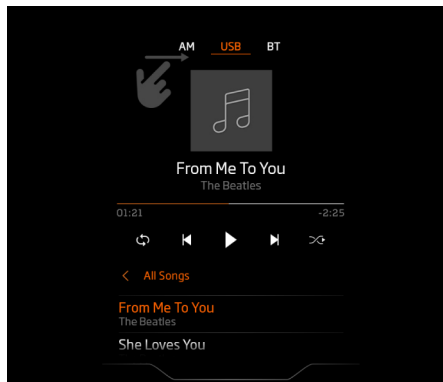 AM USB BT
From Me To You
The Beatles
01:21 -2:25
All Songs
From Me To You
The Beatles
She Loves You